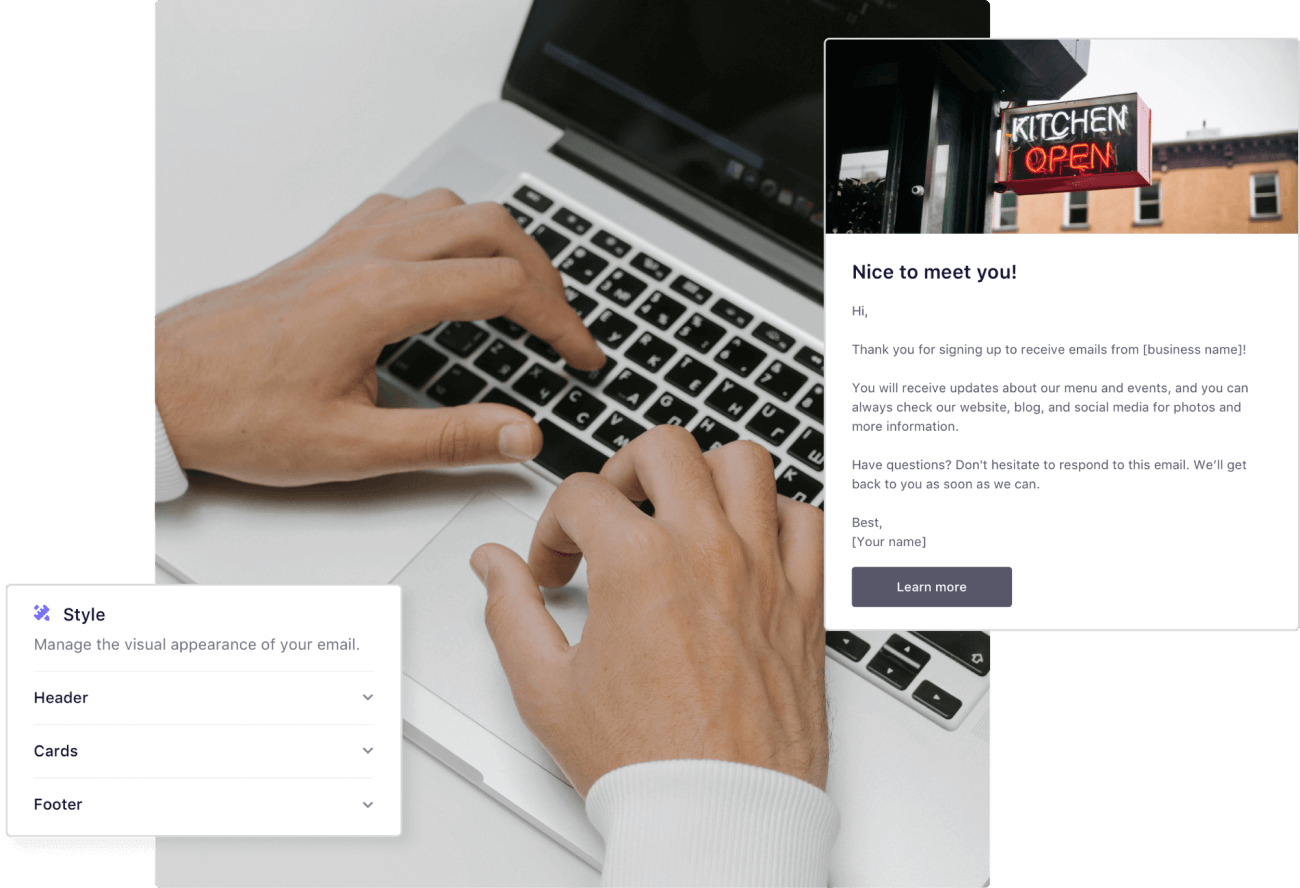 KITCHEN
OPEN
Nice to meet you!
Hi,
Thank you for signing up to receive emails from [business name]!
You will receive updates about our menu and events, and you can
always check our website, blog, and social media for photos and
more information.
Have questions? Don't hesitate to respond to this email. We’ll get
back to you as soon as we can.
Best,
[Your name]
Learn more
Style
Manage the visual appearance of your email.
Header
Cards
Footer